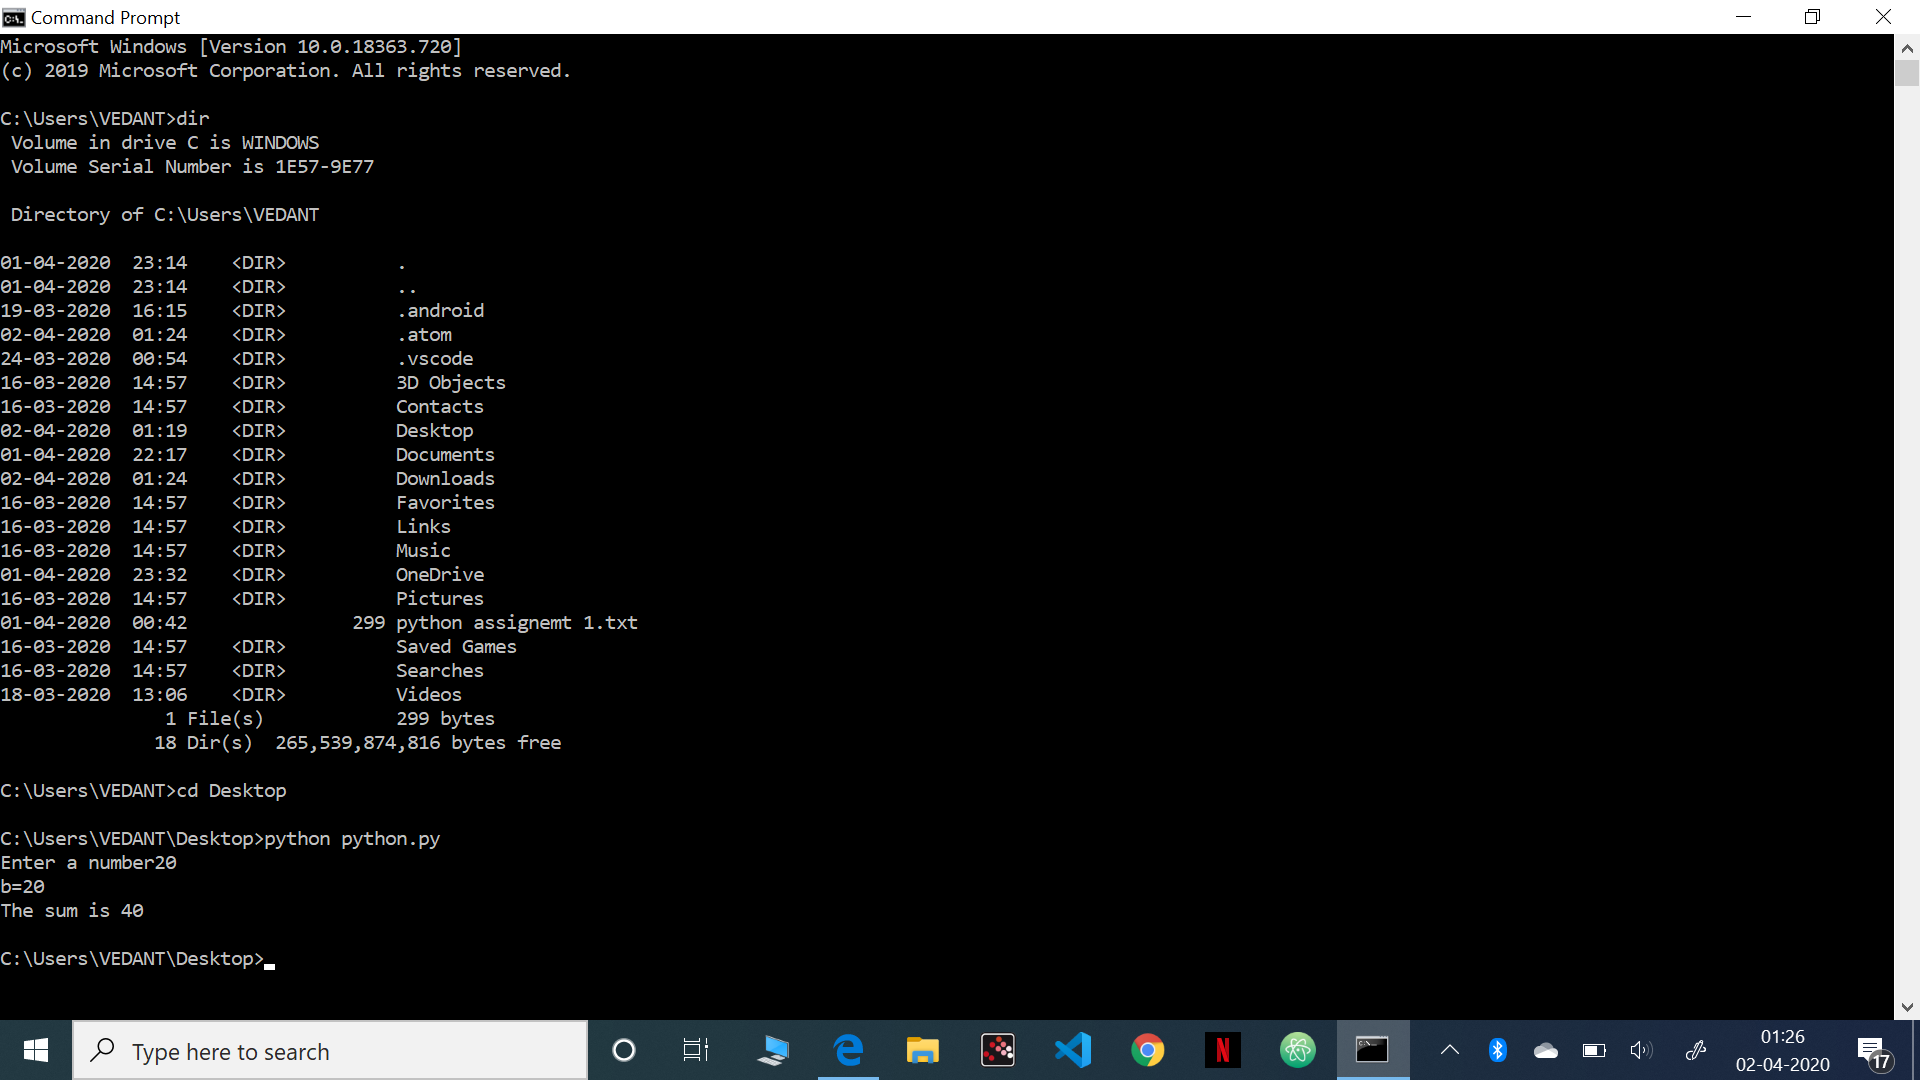 Command Prompt
Microsoft Windows [Version 10.0.18363.720]
(c) 2019 Microsoft Corporation. All rights reserved.
C:\Users\VEDANT>dir
 Volume in drive C is WINDOWS
 Volume Serial Number is 1E57-9E77
 Directory of C:\Users\VEDANT
01-04-2020  23:14    <DIR>          .
01-04-2020  23:14    <DIR>          ..
19-03-2020  16:15    <DIR>          .android
02-04-2020  01:24    <DIR>          .atom
24-03-2020  00:54    <DIR>          .vscode
16-03-2020  14:57    <DIR>          3D Objects
16-03-2020  14:57    <DIR>          Contacts
02-04-2020  01:19    <DIR>          Desktop
01-04-2020  22:17    <DIR>          Documents
02-04-2020  01:24    <DIR>          Downloads
16-03-2020  14:57    <DIR>          Favorites
16-03-2020  14:57    <DIR>          Links
16-03-2020  14:57    <DIR>          Music
01-04-2020  23:32    <DIR>          OneDrive
16-03-2020  14:57    <DIR>          Pictures
01-04-2020  00:42               299 python assignemt 1.txt
16-03-2020  14:57    <DIR>          Saved Games
16-03-2020  14:57    <DIR>          Searches
18-03-2020  13:06    <DIR>          Videos
               1 File(s)            299 bytes
              18 Dir(s)  265,539,874,816 bytes free
C:\Users\VEDANT>cd Desktop
C:\Users\VEDANT\Desktop>python python.py
Enter a number20
b=20
The sum is 40
C:\Users\VEDANT\Desktop>
Type here to search
N
01:26
02-04-2020
17